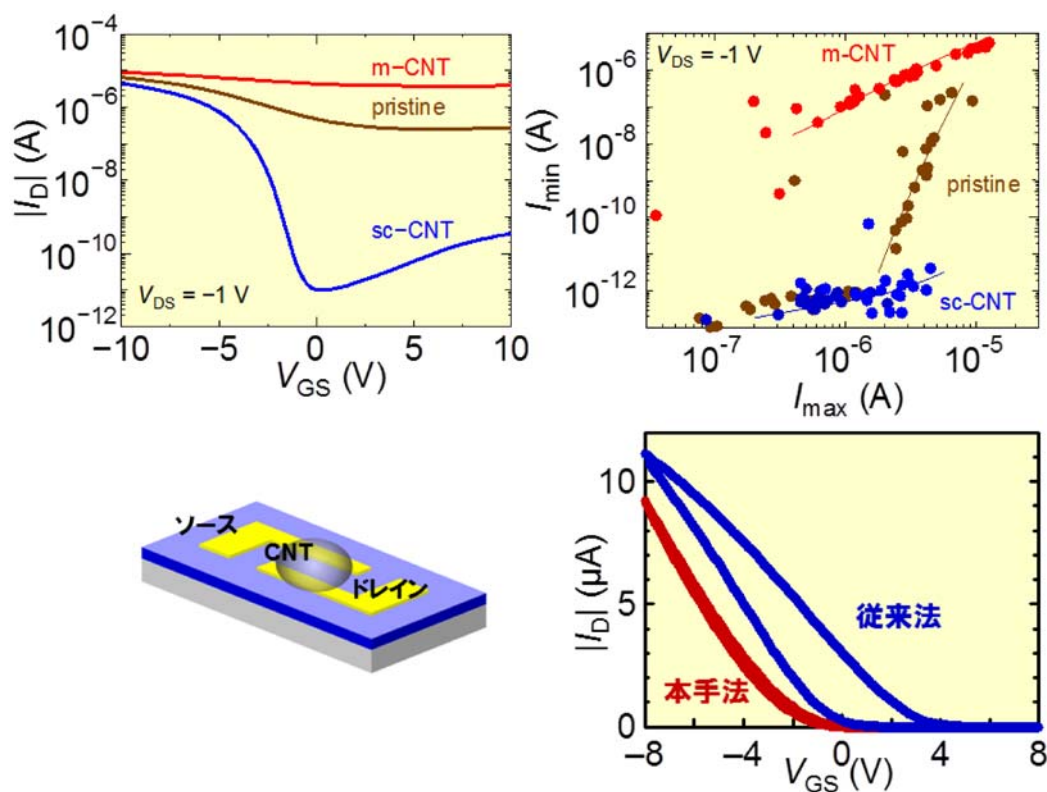 10⁻⁴
10⁻⁶
10⁻⁸
10⁻¹⁰
10⁻¹²
|I_D| (A)
m-CNT
pristine
sc-CNT
V_DS = −1 V
−10
−5
0
5
10
V_GS (V)
V_DS = -1 V
10⁻⁶
10⁻⁸
10⁻¹⁰
10⁻¹²
I_min (A)
m-CNT
pristine
sc-CNT
10⁻⁷
10⁻⁶
10⁻⁵
I_max (A)
ソース
CNT
ドレイン
10
5
0
|I_D| (μA)
従来法
本手法
−8
−4
0
4
8
V_GS (V)